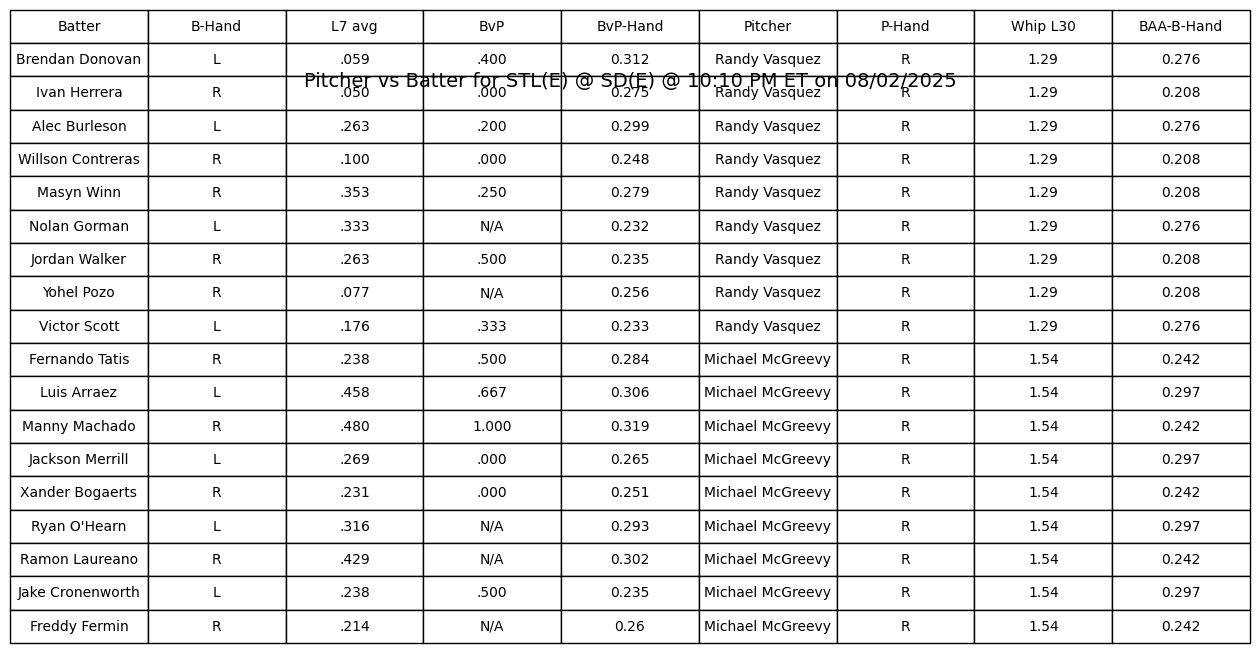 Batter B-Hand L7 avg BvP BvP-Hand Pitcher P-Hand Whip L30 BAA-B-Hand
Brendan Donovan L .059 .400 0.312 Randy Vasquez R 1.29 0.276
Pitcher vs Batter for STL(E) @ SD(E) @ 10:10 PM ET on 08/02/2025
Ivan Herrera R .050 .000 0.275 Randy Vasquez R 1.29 0.208
Alec Burleson L .263 .200 0.299 Randy Vasquez R 1.29 0.276
Willson Contreras R .100 .000 0.248 Randy Vasquez R 1.29 0.208
Masyn Winn R .353 .250 0.279 Randy Vasquez R 1.29 0.208
Nolan Gorman L .333 N/A 0.232 Randy Vasquez R 1.29 0.276
Jordan Walker R .263 .500 0.235 Randy Vasquez R 1.29 0.208
Yohel Pozo R .077 N/A 0.256 Randy Vasquez R 1.29 0.208
Victor Scott L .176 .333 0.233 Randy Vasquez R 1.29 0.276
Fernando Tatis R .238 .500 0.284 Michael McGreevy R 1.54 0.242
Luis Arraez L .458 .667 0.306 Michael McGreevy R 1.54 0.297
Manny Machado R .480 1.000 0.319 Michael McGreevy R 1.54 0.242
Jackson Merrill L .269 .000 0.265 Michael McGreevy R 1.54 0.297
Xander Bogaerts R .231 .000 0.251 Michael McGreevy R 1.54 0.242
Ryan O'Hearn L .316 N/A 0.293 Michael McGreevy R 1.54 0.297
Ramon Laureano R .429 N/A 0.302 Michael McGreevy R 1.54 0.242
Jake Cronenworth L .238 .500 0.235 Michael McGreevy R 1.54 0.297
Freddy Fermin R .214 N/A 0.26 Michael McGreevy R 1.54 0.242